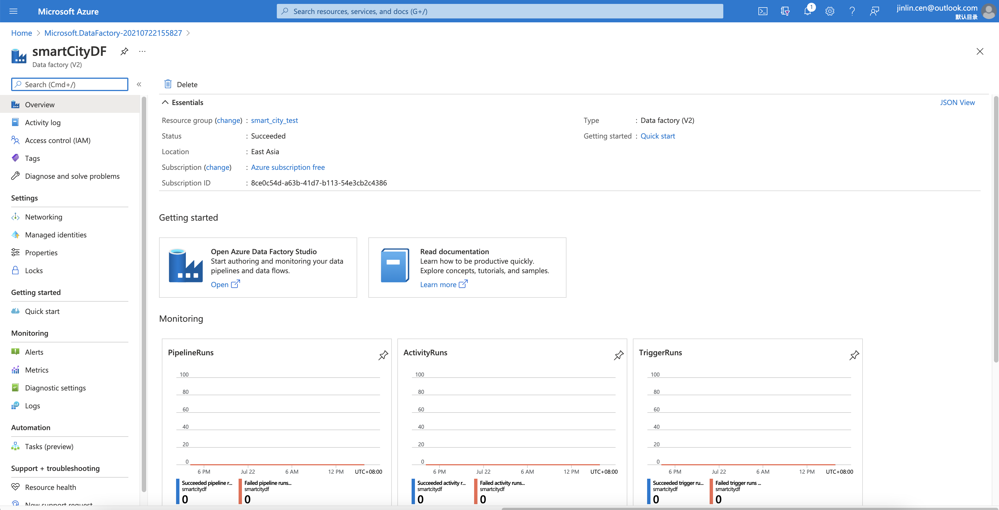 Microsoft Azure
Search resources, services, and docs (G+/)
1
jinlin.cen@outlook.com
默认目录
Home > Microsoft.DataFactory-20210722155827 >
smartCityDF
Data factory (V2)
Search (Cmd+/)
Overview
Activity log
Access control (IAM)
Tags
Diagnose and solve problems
Settings
Networking
Managed identities
Properties
Locks
Getting started
Quick start
Monitoring
Alerts
Metrics
Diagnostic settings
Logs
Automation
Tasks (preview)
Support + troubleshooting
Resource health
New support request
Delete
Essentials
JSON View
Resource group (change) : smart_city_test
Status : Succeeded
Location : East Asia
Subscription (change) : Azure subscription free
Subscription ID : 8ce0c54d-a63b-41d7-b113-54e3cb2c4386
Type : Data factory (V2)
Getting started : Quick start
Getting started
Open Azure Data Factory Studio
Start authoring and monitoring your data
pipelines and data flows.
Open
Read documentation
Learn how to be productive quickly.
Explore concepts, tutorials, and samples.
Learn more
Monitoring
PipelineRuns
100
80
60
40
20
0
6 PM Jul 22 6 AM 12 PM UTC+08:00
Succeeded pipeline r...
smartcitydf
0
Failed pipeline runs...
smartcitydf
0
ActivityRuns
100
80
60
40
20
0
6 PM Jul 22 6 AM 12 PM UTC+08:00
Succeeded activity r...
smartcitydf
0
Failed activity runs...
smartcitydf
0
TriggerRuns
100
80
60
40
20
0
6 PM Jul 22 6 AM 12 PM UTC+08:00
Succeeded trigger ru...
smartcitydf
0
Failed trigger runs ...
smartcitydf
0